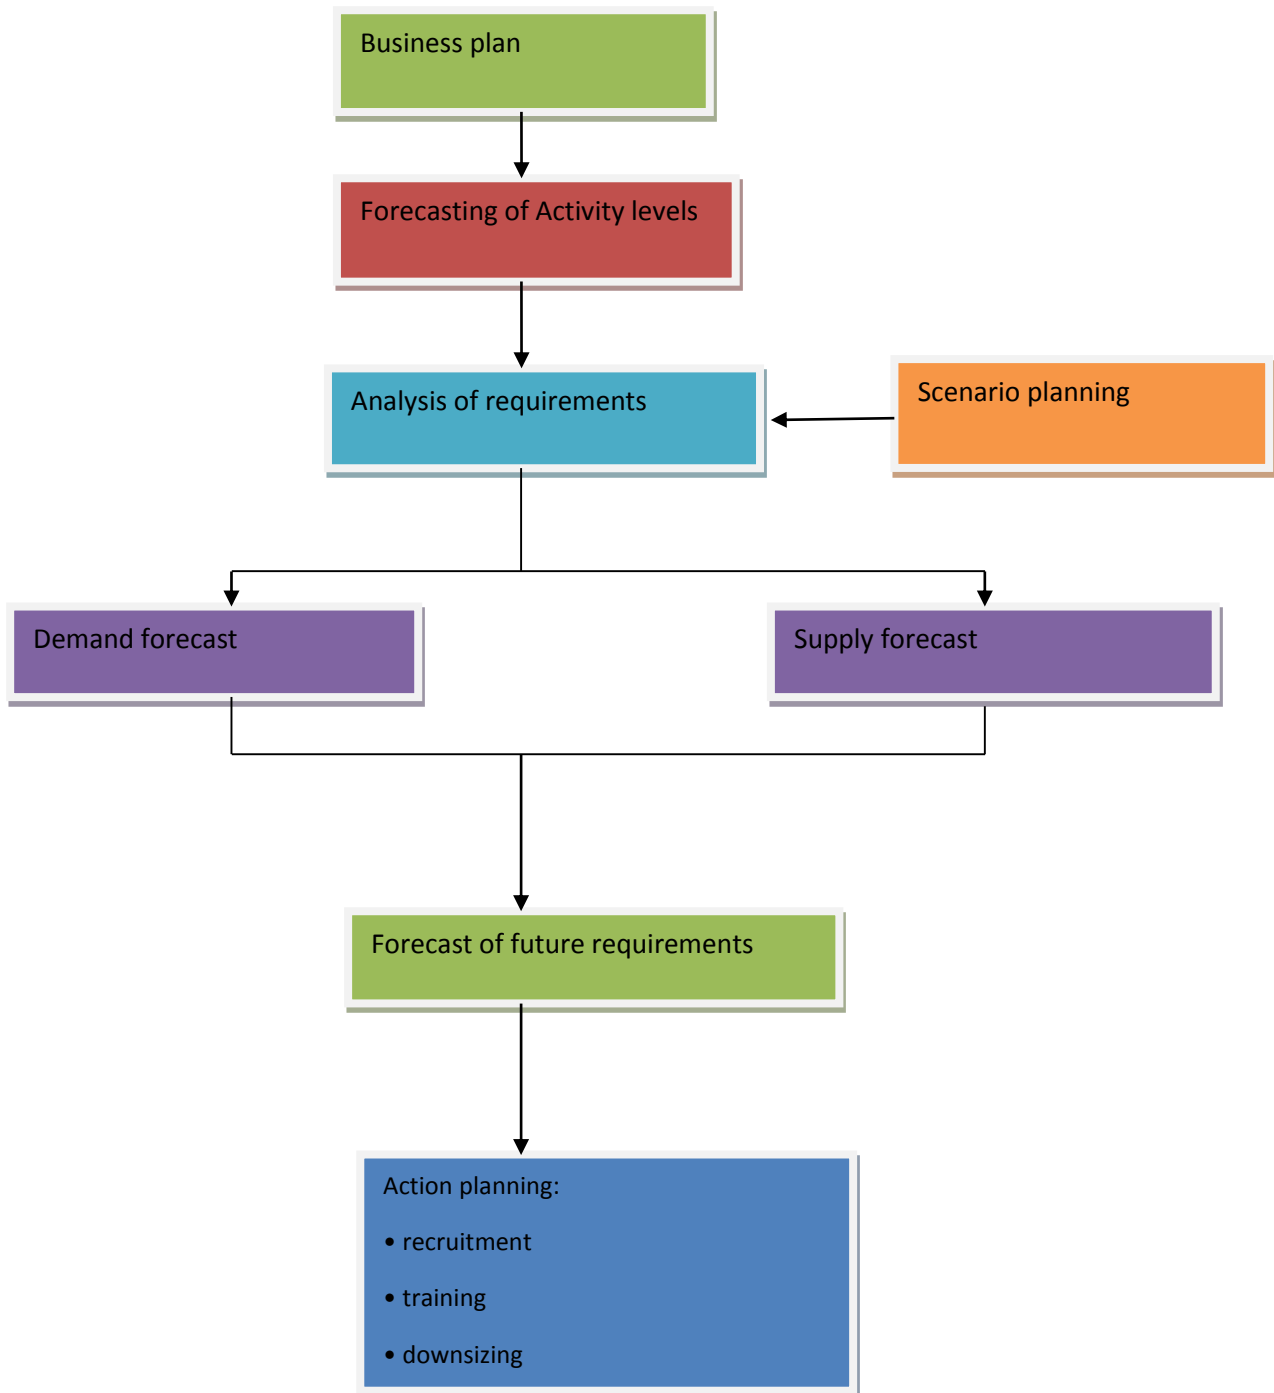 Business plan
Forecasting of Activity levels
Analysis of requirements
Scenario planning
Demand forecast
Supply forecast
Forecast of future requirements
Action planning:
• recruitment
• training
• downsizing